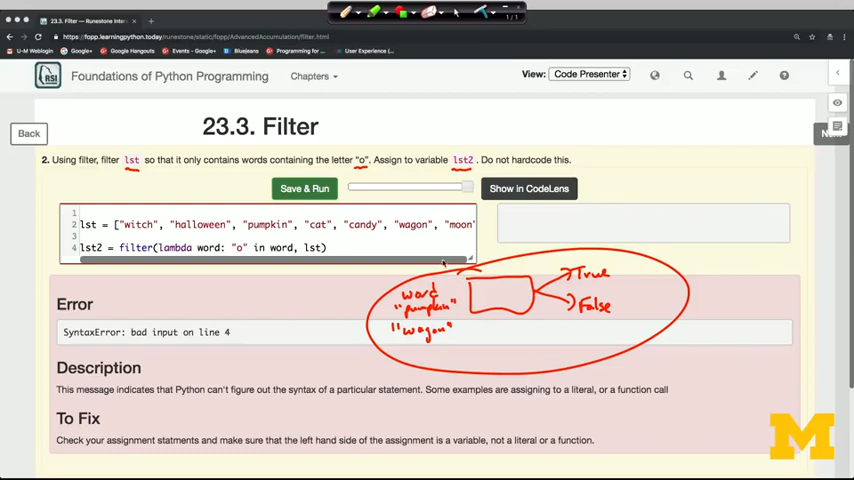 23.3. Filter — Runestone Inter
1 / 1
fopp.learningpython.today/runestone/static/fopp/AdvancedAccumulation/filter.html
U-M Weblogin
Google+
Google Hangouts
Events - Google+
Bluejeans
Programming for ...
User Experience (...
RSI
Foundations of Python Programming
Chapters
View:
Code Presenter
Back
23.3. Filter
2. Using filter, filter lst so that it only contains words containing the letter “o”. Assign to variable lst2. Do not hardcode this.
Save & Run
Show in CodeLens
1
2 lst = ["witch", "halloween", "pumpkin", "cat", "candy", "wagon", "moon"
3
4 lst2 = filter(lambda word: "o" in word, lst)
word
"pumpkin"
"wagon"
True
False
Error
SyntaxError: bad input on line 4
Description
This message indicates that Python can't figure out the syntax of a particular statement. Some examples are assigning to a literal, or a function call
To Fix
Check your assignment statments and make sure that the left hand side of the assignment is a variable, not a literal or a function.
M